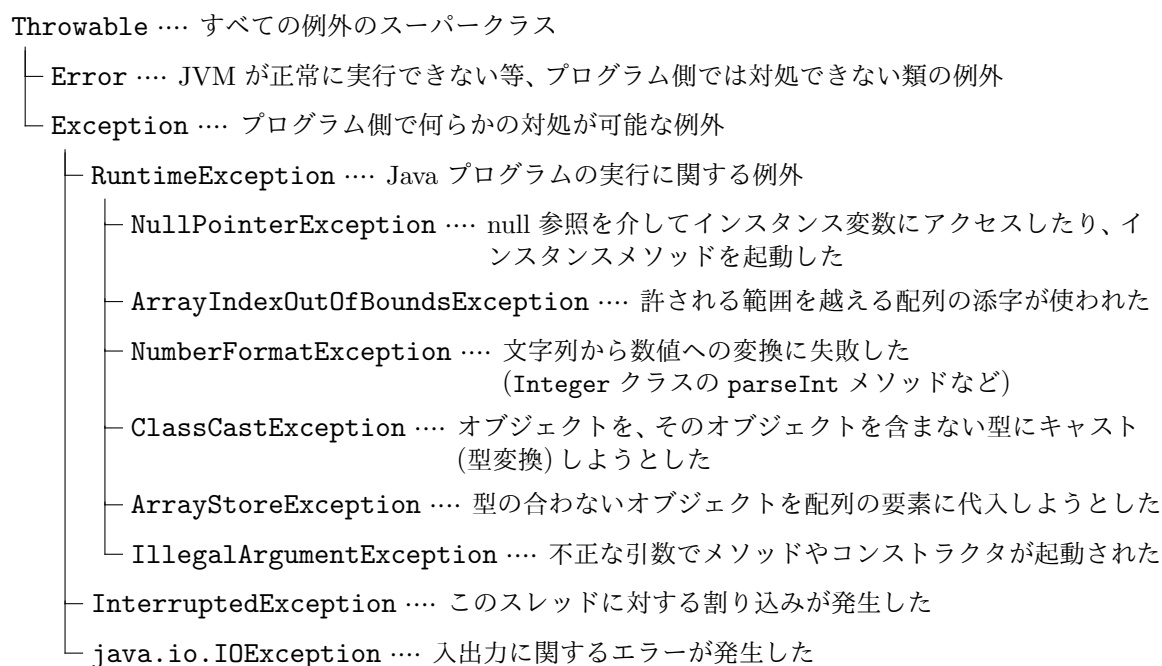 Throwable ···· すべての例外のスーパークラス
Error ···· JVM が正常に実行できない等、プログラム側では対処できない類の例外
Exception ···· プログラム側で何らかの対処が可能な例外
RuntimeException ···· Java プログラムの実行に関する例外
NullPointerException ···· null 参照を介してインスタンス変数にアクセスしたり、イ
ンスタンスメソッドを起動した
ArrayIndexOutOfBoundsException ···· 許される範囲を越える配列の添字が使われた
NumberFormatException ···· 文字列から数値への変換に失敗した
(Integer クラスの parseInt メソッドなど)
ClassCastException ···· オブジェクトを、そのオブジェクトを含まない型にキャスト
(型変換) しようとした
ArrayStoreException ···· 型の合わないオブジェクトを配列の要素に代入しようとした
IllegalArgumentException ···· 不正な引数でメソッドやコンストラクタが起動された
InterruptedException ···· このスレッドに対する割り込みが発生した
java.io.IOException ···· 入出力に関するエラーが発生した